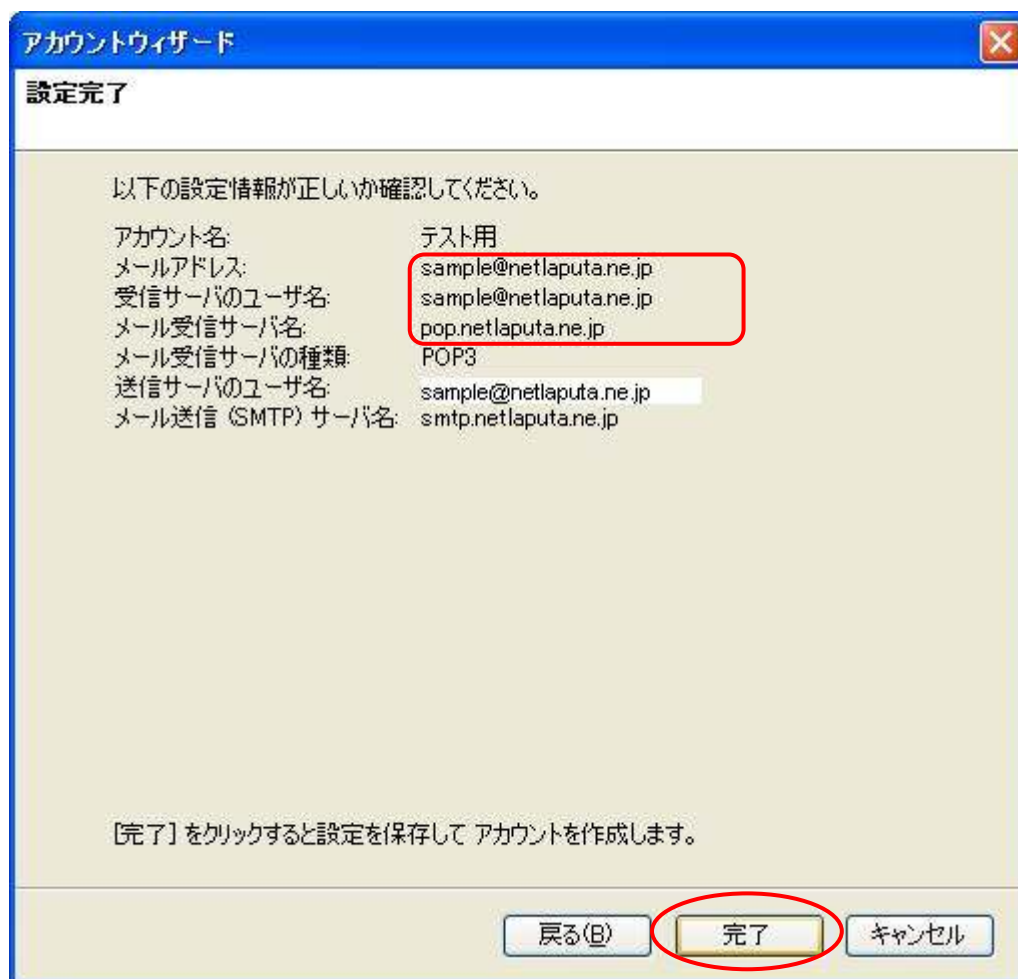 アカウントウィザード
設定完了
以下の設定情報が正しいか確認してください。
アカウント名: テスト用
メールアドレス: sample@netlaputa.ne.jp
受信サーバのユーザ名: sample@netlaputa.ne.jp
メール受信サーバ名: pop.netlaputa.ne.jp
メール受信サーバの種類: POP3
送信サーバのユーザ名: sample@netlaputa.ne.jp
メール送信 (SMTP) サーバ名: smtp.netlaputa.ne.jp
[完了] をクリックすると設定を保存して アカウントを作成します。
戻る(B) 完了 キャンセル